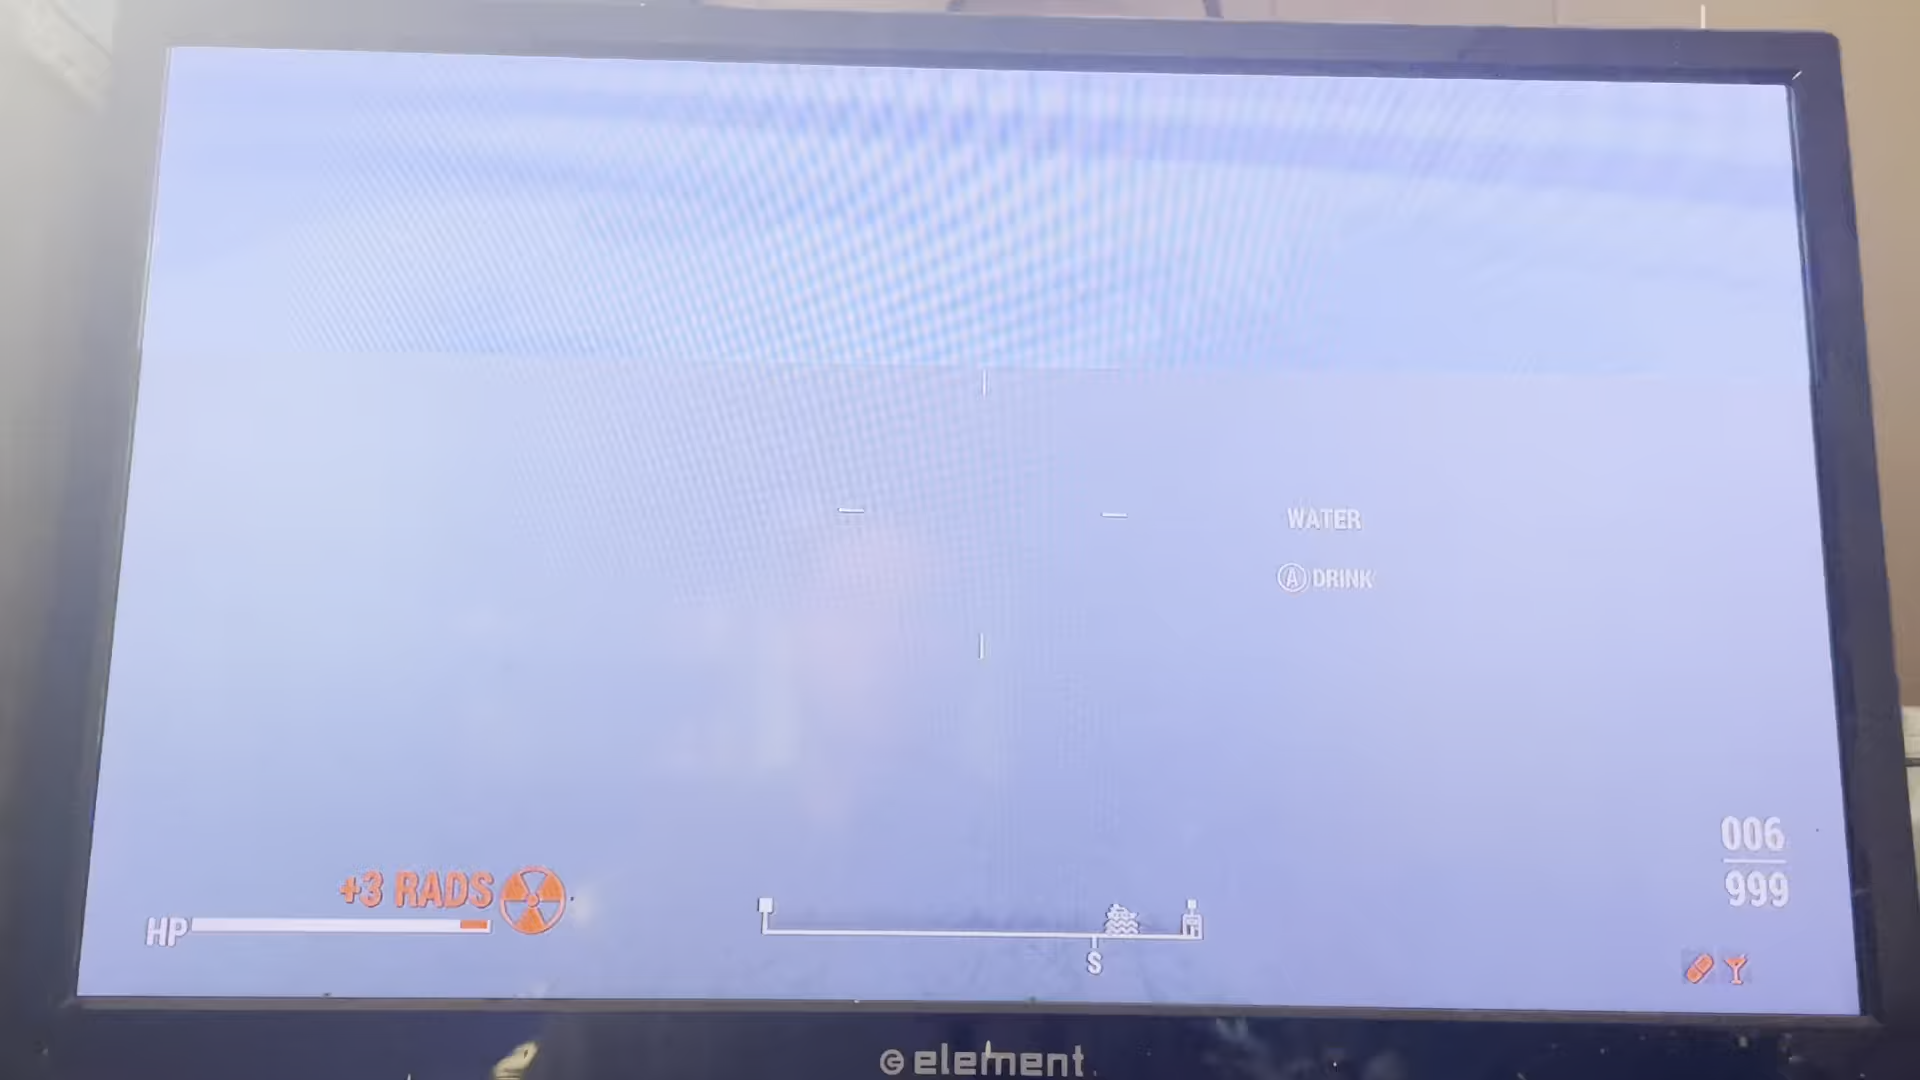 WATER
Ⓐ DRINK
006
999
+3 RADS
HP
S
element